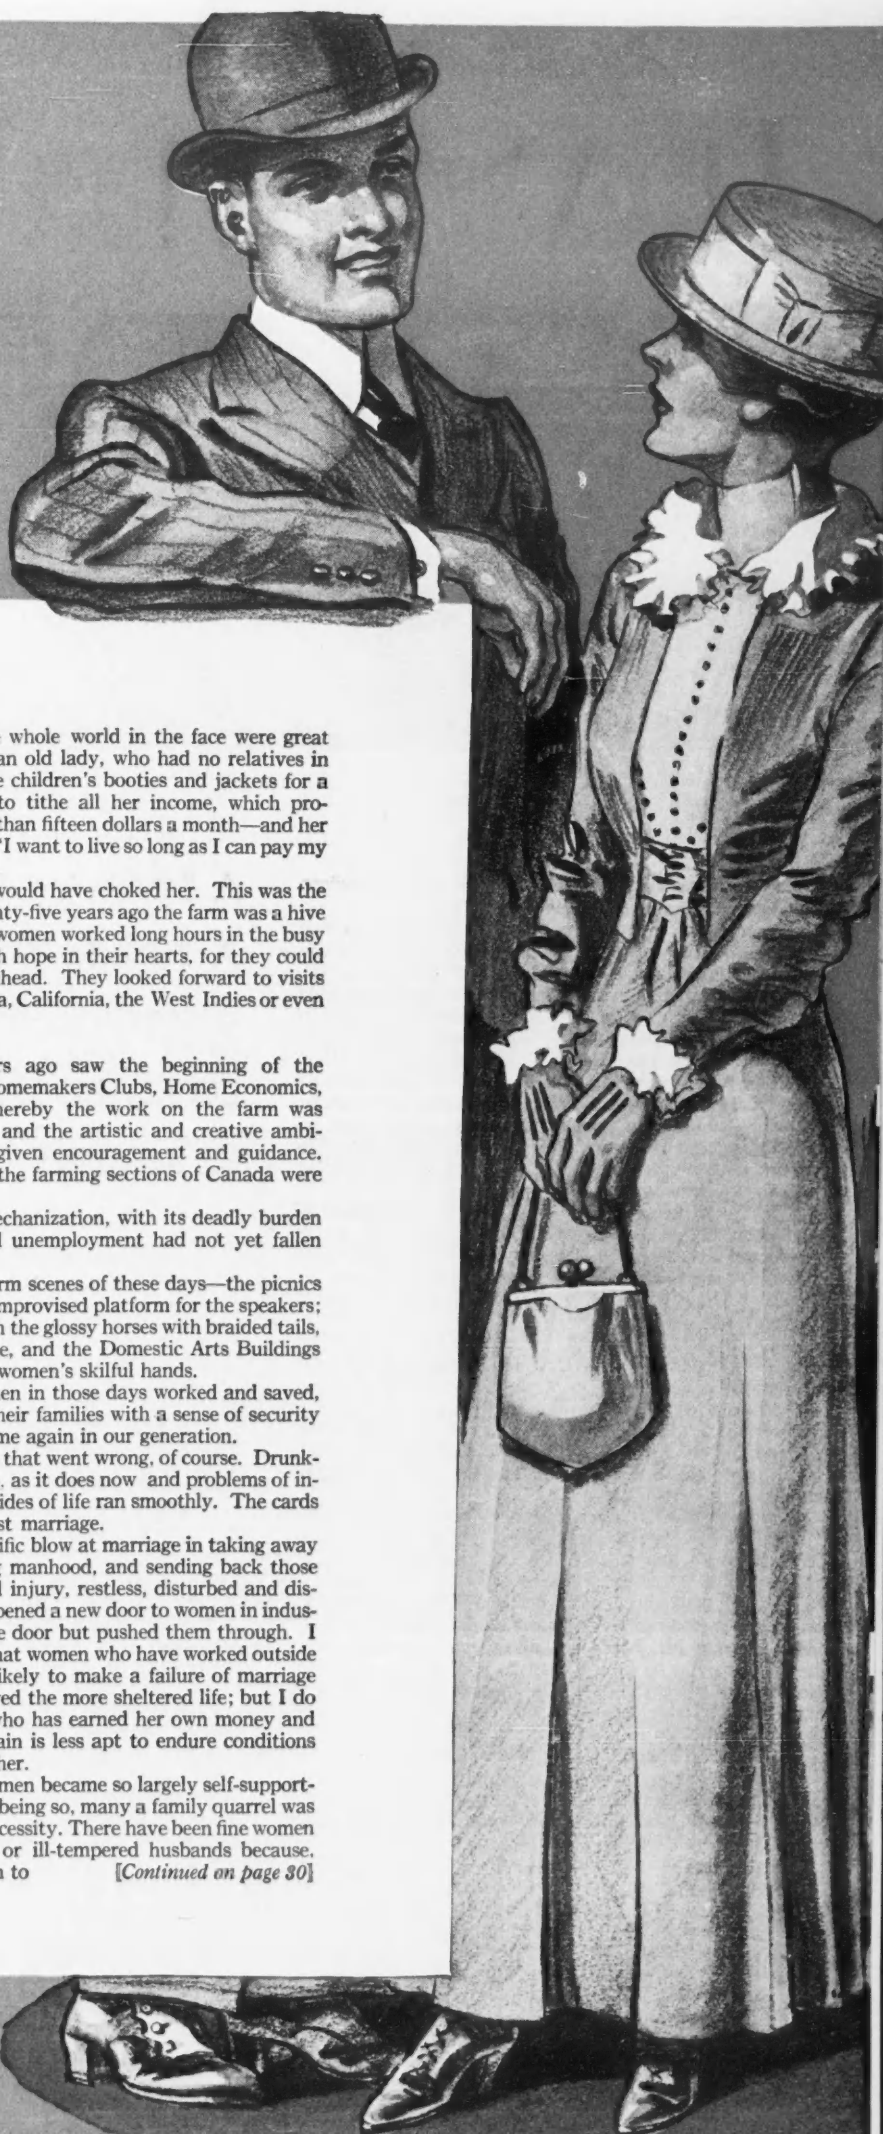 whole world in the face were great
an old lady, who had no relatives in
e children's booties and jackets for a
to tithe all her income, which pro-
than fifteen dollars a month—and her
"I want to live so long as I can pay my
would have choked her. This was the
nty-five years ago the farm was a hive
women worked long hours in the busy
h hope in their hearts, for they could
head. They looked forward to visits
a, California, the West Indies or even
rs ago saw the beginning of the
omemakers Clubs, Home Economics,
hereby the work on the farm was
and the artistic and creative ambi-
given encouragement and guidance.
the farming sections of Canada were
echanization, with its deadly burden
l unemployment had not yet fallen
rm scenes of these days—the picnics
mprovised platform for the speakers;
n the glossy horses with braided tails,
e, and the Domestic Arts Buildings
women's skilful hands.
en in those days worked and saved,
heir families with a sense of security
me again in our generation.
that went wrong, of course. Drunk-
, as it does now and problems of in-
ides of life ran smoothly. The cards
st marriage.
ific blow at marriage in taking away
g manhood, and sending back those
l injury, restless, disturbed and dis-
pened a new door to women in indus-
e door but pushed them through. I
hat women who have worked outside
ikely to make a failure of marriage
ed the more sheltered life; but I do
who has earned her own money and
ain is less apt to endure conditions
her.
men became so largely self-support-
being so, many a family quarrel was
cessity. There have been fine women
or ill-tempered husbands because,
n to [Continued on page 30]